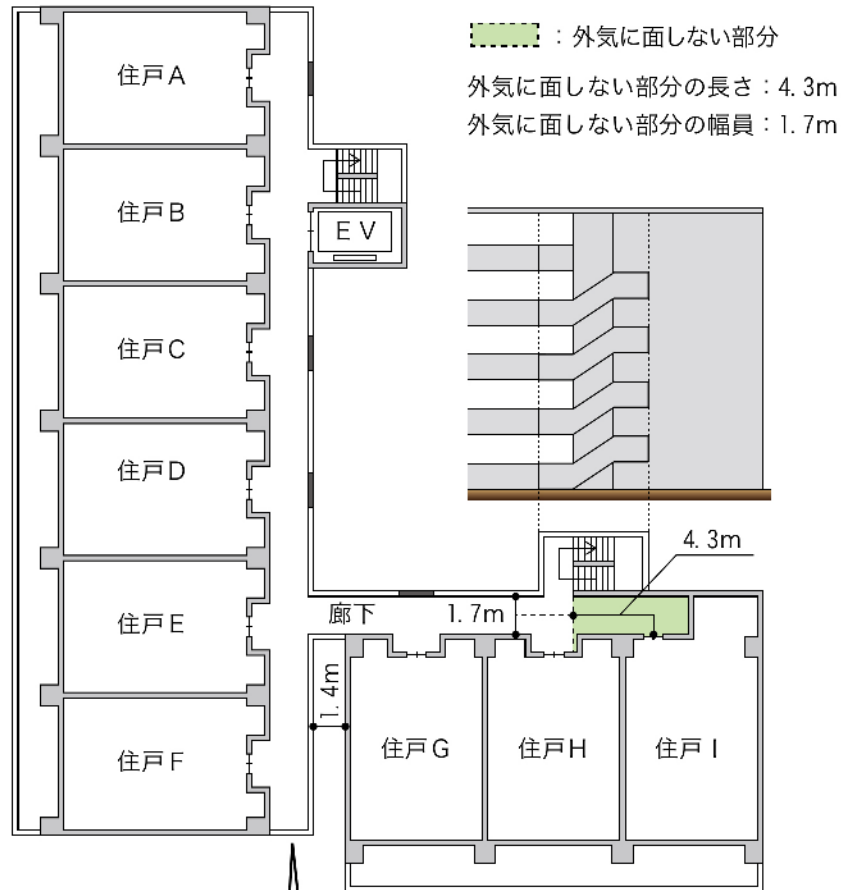 ：外気に面しない部分
外気に面しない部分の長さ：4.3m
外気に面しない部分の幅員：1.7m
住戸A
住戸B
EV
住戸C
住戸D
4.3m
住戸E
廊下
1.7m
1.4m
住戸F
住戸G
住戸H
住戸I